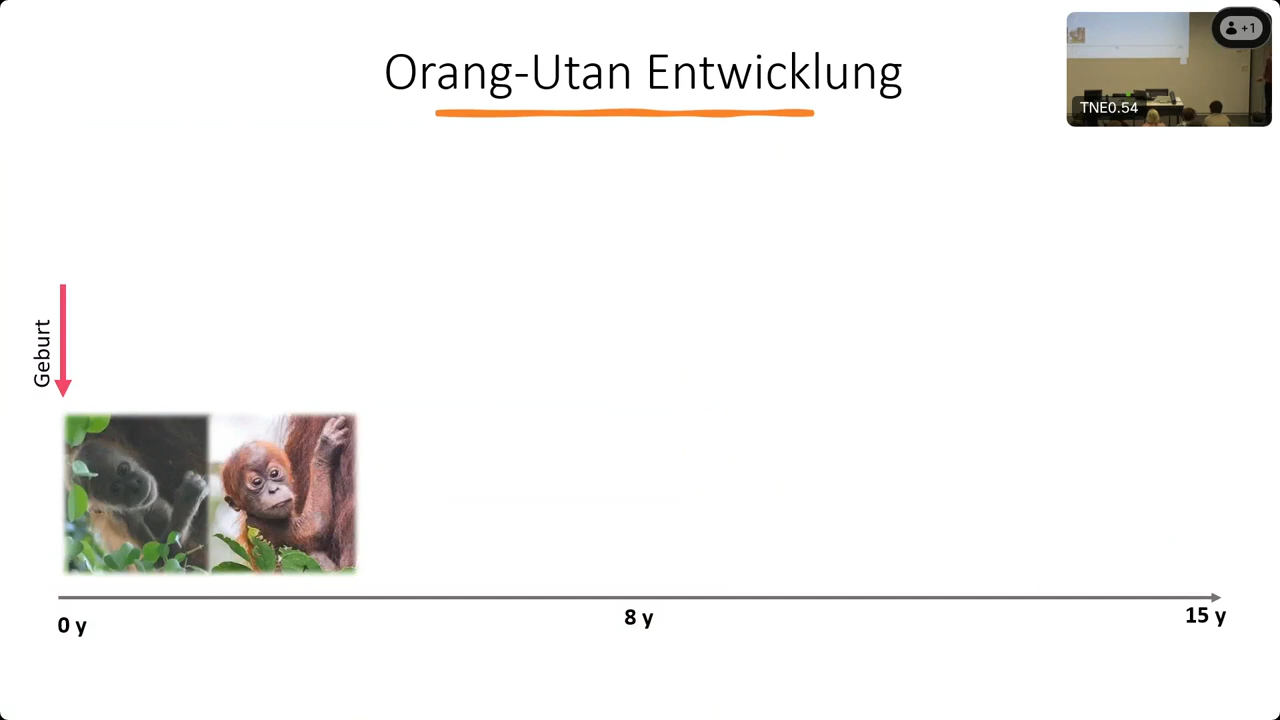 Orang-Utan Entwicklung
+1
TNE0.54
Geburt
0 y
8 y
15 y